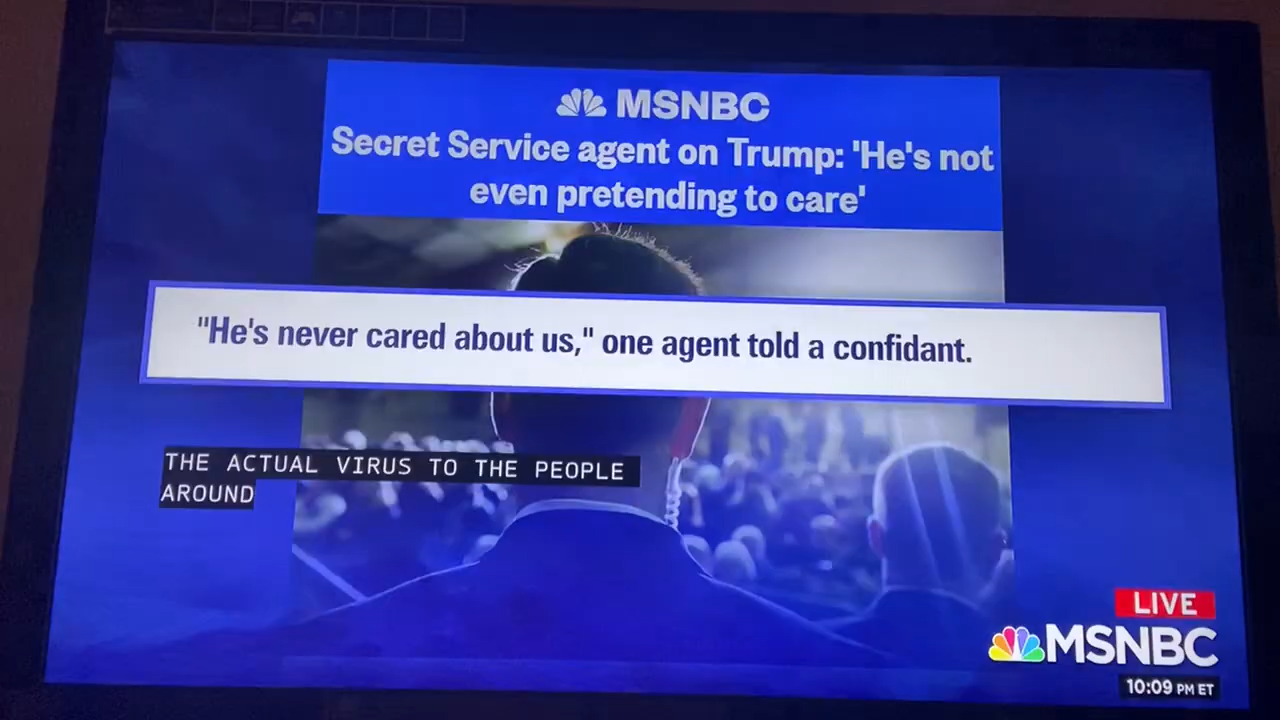 MSNBC
Secret Service agent on Trump: 'He's not
even pretending to care'
"He's never cared about us," one agent told a confidant.
THE ACTUAL VIRUS TO THE PEOPLE
AROUND
LIVE
MSNBC
10:09 PM ET